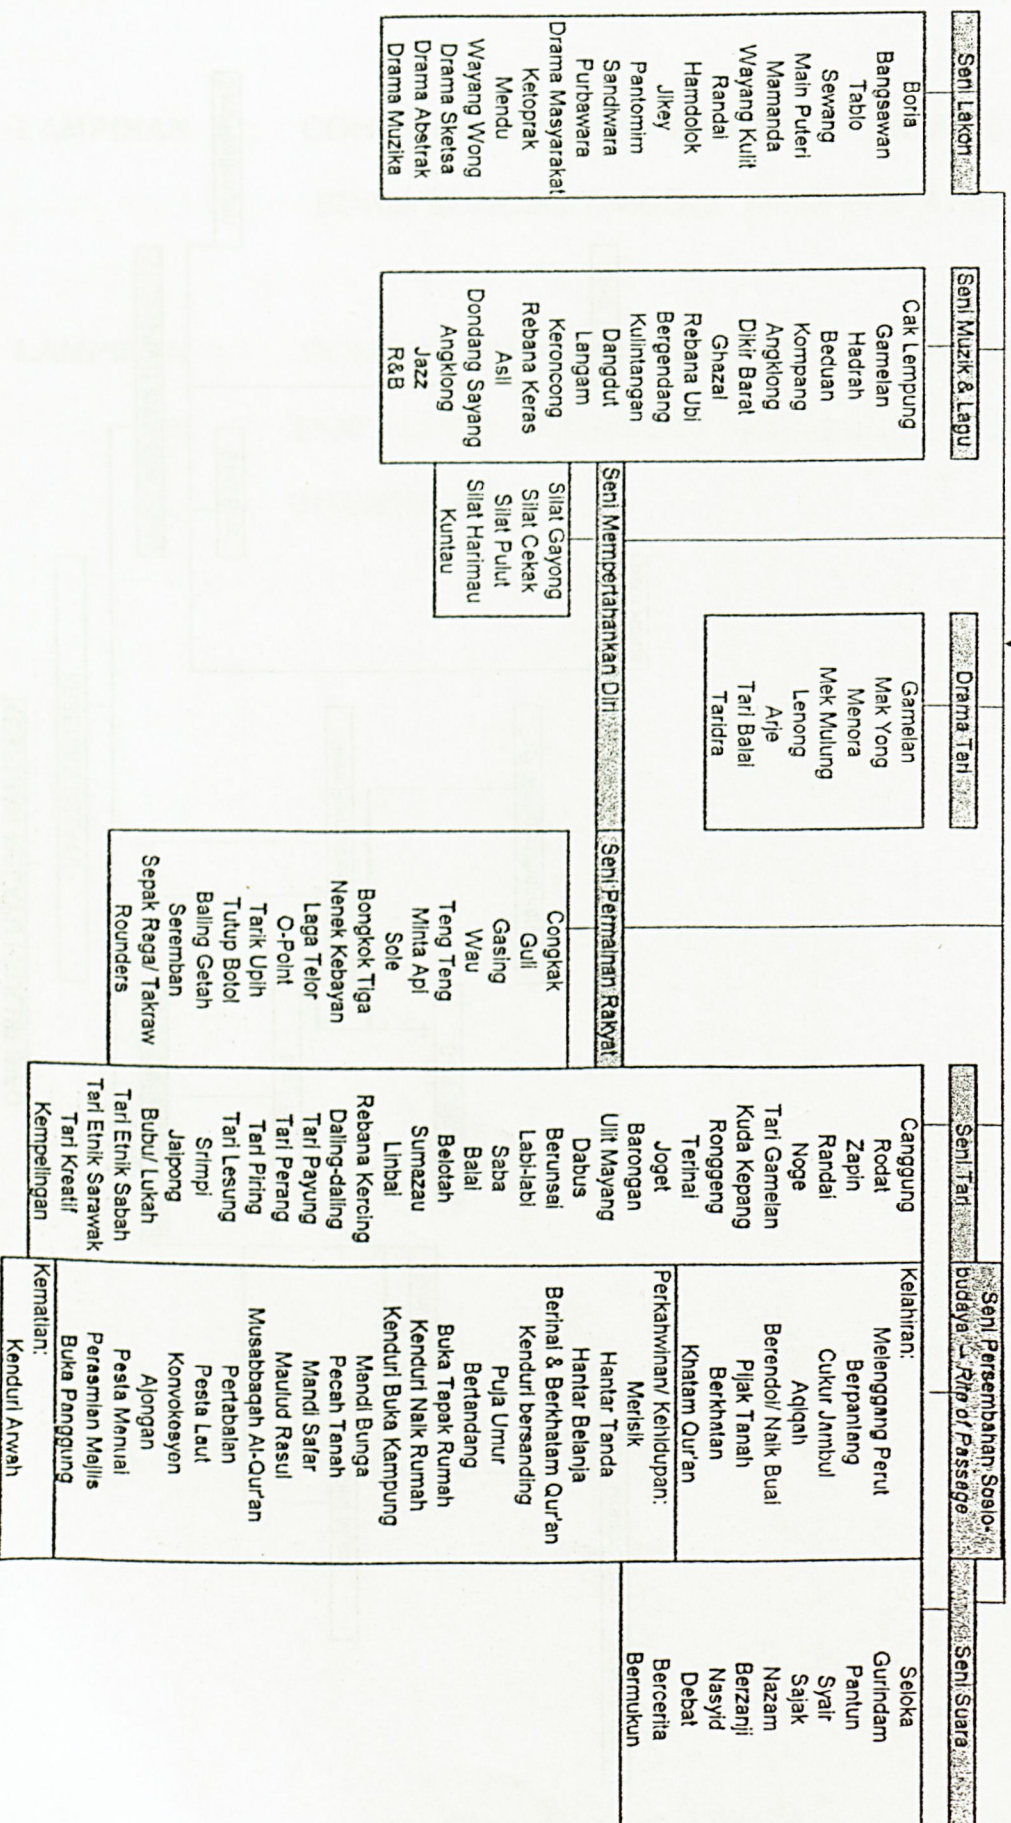 Seni Lakon
Boria
Bangsawan
Tablo
Sewang
Main Puteri
Mamanda
Wayang Kulit
Randai
Hamdolok
Jikey
Pantomim
Sandiwara
Purbawara
Drama Masyarakat
Ketoprak
Mendu
Wayang Wong
Drama Sketsa
Drama Abstrak
Drama Muzika
Seni Muzik & Lagu
Cak Lempung
Gamelan
Hadrah
Beduan
Kompang
Angklong
Dikir Barat
Ghazal
Rebana Ubi
Bergendang
Kulintangan
Dangdut
Langam
Keroncong
Rebana Keras
Asli
Dondang Sayang
Angklong
Jazz
R&B
Seni Mempertahankan Diri
Silat Gayong
Silat Cekak
Silat Pulut
Silat Harimau
Kuntau
Drama Tari
Gamelan
Mak Yong
Menora
Mek Mulung
Lenong
Arje
Tari Balai
Taridra
Seni Permainan Rakyat
Congkak
Guli
Gasing
Wau
Teng Teng
Minta Api
Sole
Bongkok Tiga
Nenek Kebayan
Laga Telor
O-Point
Tarik Upih
Tutup Botol
Baling Getah
Seremban
Sepak Raga/ Takraw
Rounders
Seni Tari
Canggung
Rodat
Zapin
Randai
Noge
Tari Gamelan
Kuda Kepang
Ronggeng
Terinai
Joget
Barongan
Ulit Mayang
Dabus
Berunsai
Labi-labi
Saba
Balai
Belotah
Sumazau
Limbai
Rebana Kercing
Daling-daling
Tari Payung
Tari Perang
Tari Piring
Tari Lesung
Srimpi
Jaipong
Bubu/ Lukah
Tari Etnik Sabah
Tari Etnik Sarawak
Tari Kreatif
Kempelingan
Seni Persembahan Sosio-
budaya – Rite of Passage
Kelahiran:
Melenggang Perut
Berpantang
Cukur Jambul
Aqiqah
Berendoi/ Naik Buai
Pijak Tanah
Berkhatan
Khatam Qur'an
Perkahwinan/ Kehidupan:
Merisik
Hantar Tanda
Hantar Belanja
Berinai & Berkhatam Qur'an
Kenduri bersanding
Puja Umur
Bertandang
Buka Tapak Rumah
Kenduri Naik Rumah
Kenduri Buka Kampung
Mandi Bunga
Pecah Tanah
Mandi Safar
Maulud Rasul
Musabbaqah Al-Qur'an
Pertabalan
Pesta Laut
Konvokesyen
Ajongan
Pesta Menuai
Perasmian Majlis
Buka Panggung
Kematian:
Kenduri Arwah
Seni Suara
Seloka
Gurindam
Pantun
Syair
Sajak
Nazam
Berzanji
Nasyid
Debat
Bercerita
Bermukun